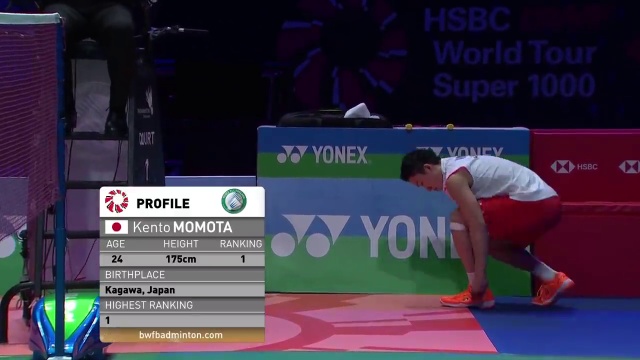 HSBC
World Tour
Super 1000
YONEX
HSBC
YONEX
COURT
1
PROFILE
Kento MOMOTA
AGE HEIGHT RANKING
24 175cm 1
BIRTHPLACE
Kagawa, Japan
HIGHEST RANKING
1
bwfbadminton.com